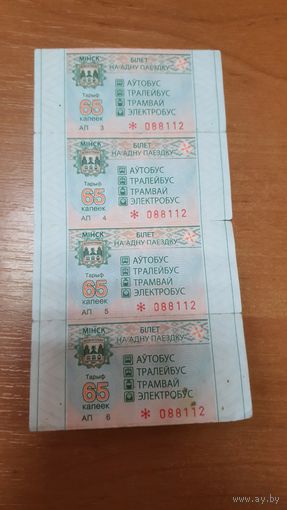 МІНСК
БІЛЕТ
НА АДНУ ПАЕЗДКУ
АЎТОБУС
ТРАЛЕЙБУС
ТРАМВАЙ
ЭЛЕКТРОБУС
Тарыф
65
капеек
АП 3
* 088112
МІНСК
БІЛЕТ
НА АДНУ ПАЕЗДКУ
АЎТОБУС
ТРАЛЕЙБУС
ТРАМВАЙ
ЭЛЕКТРОБУС
Тарыф
65
капеек
АП 4
* 088112
МІНСК
БІЛЕТ
НА АДНУ ПАЕЗДКУ
АЎТОБУС
ТРАЛЕЙБУС
ТРАМВАЙ
ЭЛЕКТРОБУС
Тарыф
65
капеек
АП 5
* 088112
МІНСК
БІЛЕТ
НА АДНУ ПАЕЗДКУ
АЎТОБУС
ТРАЛЕЙБУС
ТРАМВАЙ
ЭЛЕКТРОБУС
Тарыф
65
капеек
АП 6
* 088112
ay.by